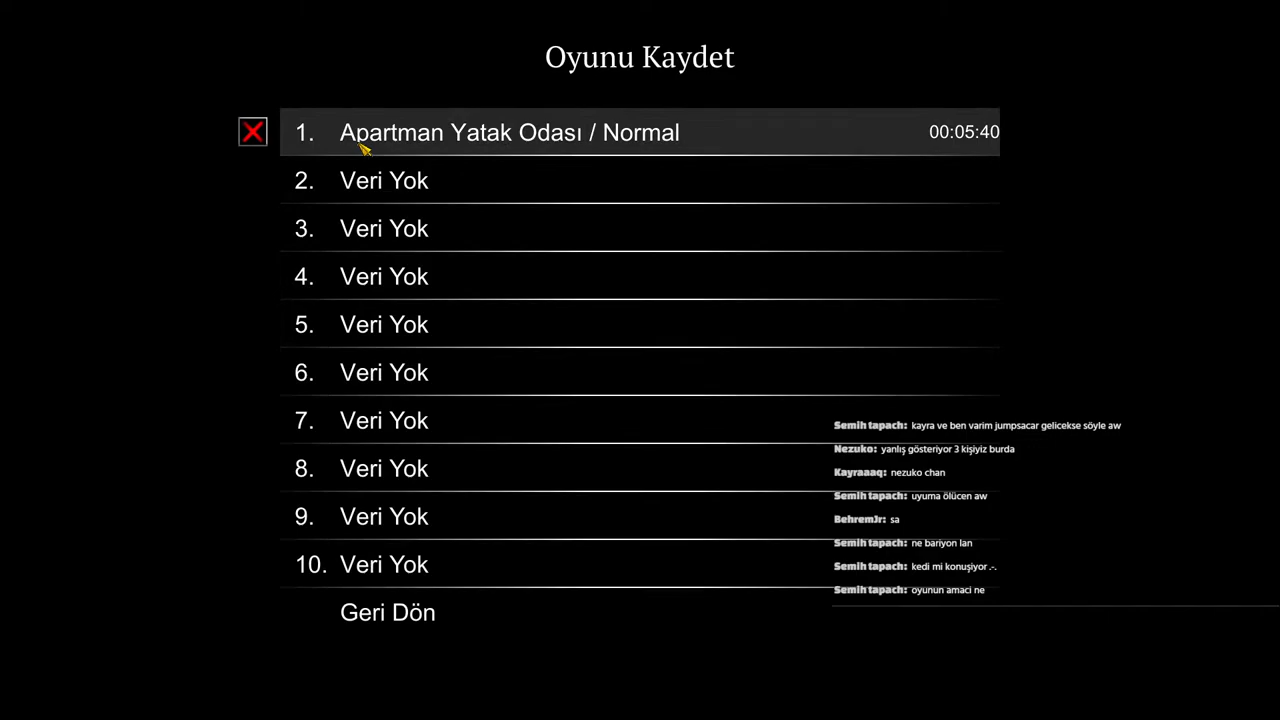 Oyunu Kaydet
1. Apartman Yatak Odası / Normal 00:05:40
2. Veri Yok
3. Veri Yok
4. Veri Yok
5. Veri Yok
6. Veri Yok
7. Veri Yok
8. Veri Yok
9. Veri Yok
10. Veri Yok
Geri Dön
Semih tapach: kayra ve ben varim jumpsacar gelicekse söyle aw
Nezuko: yanlış gösteriyor 3 kişiyiz burda
Kayraaaq: nezuko chan
Semih tapach: uyuma ölücen aw
BehremJr: sa
Semih tapach: ne bariyon lan
Semih tapach: kedi mi konuşiyor .-.
Semih tapach: oyunun amaci ne